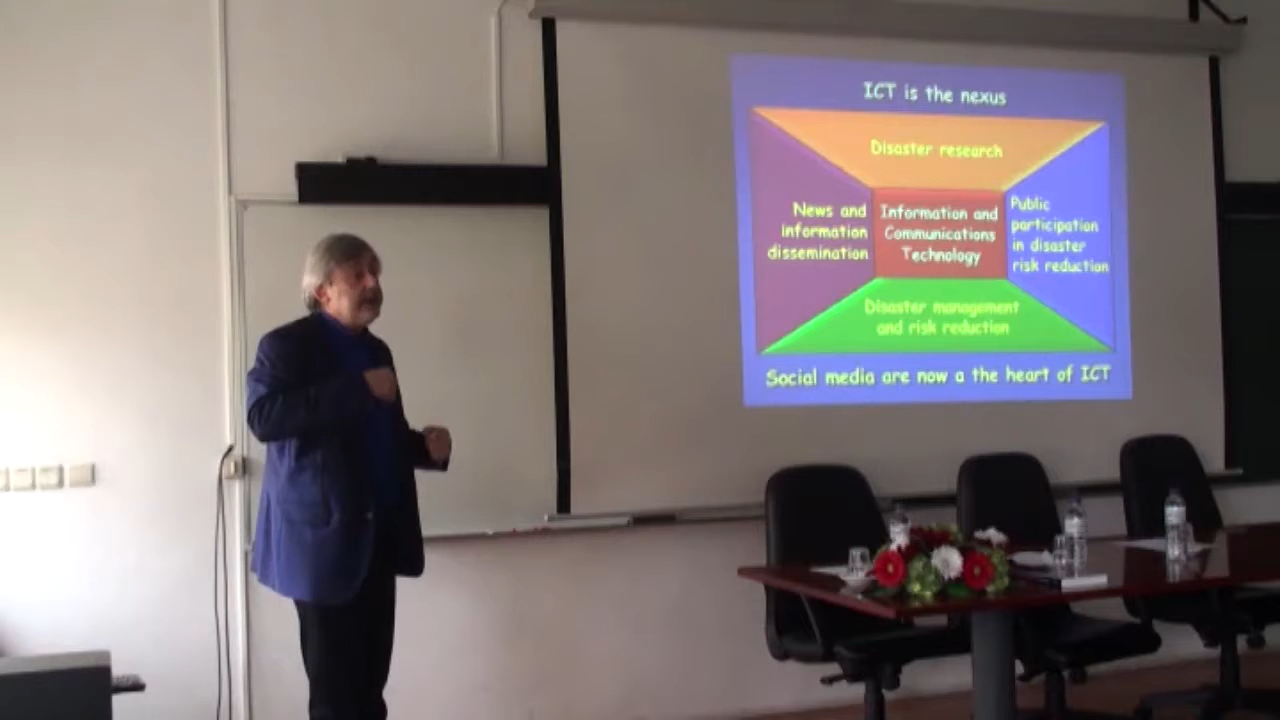 ICT is the nexus
Disaster research
News and
information
dissemination
Information and
Communications
Technology
Public
participation
in disaster
risk reduction
Disaster management
and risk reduction
Social media are now a the heart of ICT